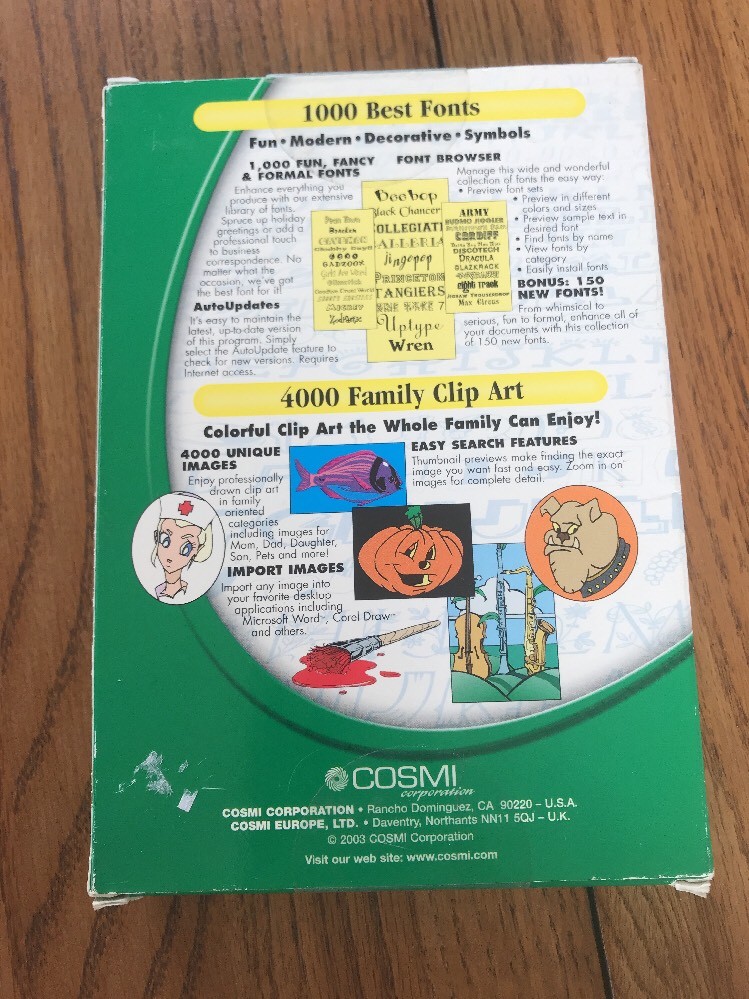 1000 Best Fonts
Fun • Modern • Decorative • Symbols
1,000 FUN, FANCY
& FORMAL FONTS
Enhance everything you
produce with our extensive
library of fonts.
Spruce up holiday
greetings or add a
professional touch
to business
correspondence. No
matter what the
occasion, we've got
the best font for it!
AutoUpdates
It's easy to maintain the
latest, up-to-date version
of this program. Simply
select the AutoUpdate feature to
check for new versions. Requires
Internet access.
Boo bop
Black Chancer
COLLEGIATE
Jingopop
PRINCETON
TANGIERS
Uptype
Wren
GADZOOK
ARMY
CARDIFF
DISCOTECH
DRACULA
GLAZKRACK
eight track
Max Circus
FONT BROWSER
Manage this wide and wonderful
collection of fonts the easy way:
• Preview font sets
• Preview in different
colors and sizes
• Preview sample text in
desired font
• Find fonts by name
• View fonts by
category
• Easily install fonts
BONUS: 150
NEW FONTS!
From whimsical to
serious, fun to formal, enhance all of
your documents with this collection
of 150 new fonts.
4000 Family Clip Art
Colorful Clip Art the Whole Family Can Enjoy!
4000 UNIQUE
IMAGES
Enjoy professionally
drawn clip art
in family
oriented
categories
including images for
Mom, Dad, Daughter,
Son, Pets and more!
IMPORT IMAGES
Import any image into
your favorite desktop
applications including
Microsoft Word™, Corel Draw™
and others.
EASY SEARCH FEATURES
Thumbnail previews make finding the exact
image you want fast and easy. Zoom in on
images for complete detail.
COSMI
corporation
COSMI CORPORATION • Rancho Dominguez, CA 90220 – U.S.A.
COSMI EUROPE, LTD. • Daventry, Northants NN11 5QJ – U.K.
© 2003 COSMI Corporation
Visit our web site: www.cosmi.com